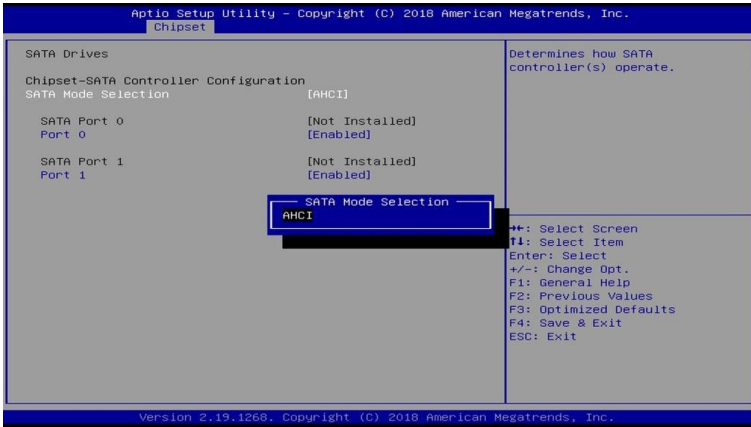 Aptio Setup Utility – Copyright (C) 2018 American Megatrends, Inc.
Chipset
SATA Drives
Chipset-SATA Controller Configuration
SATA Mode Selection [AHCI]
SATA Port 0 [Not Installed]
Port 0 [Enabled]
SATA Port 1 [Not Installed]
Port 1 [Enabled]
SATA Mode Selection
AHCI
Determines how SATA
controller(s) operate.
→←: Select Screen
↑↓: Select Item
Enter: Select
+/-: Change Opt.
F1: General Help
F2: Previous Values
F3: Optimized Defaults
F4: Save & Exit
ESC: Exit
Version 2.19.1268. Copyright (C) 2018 American Megatrends, Inc.